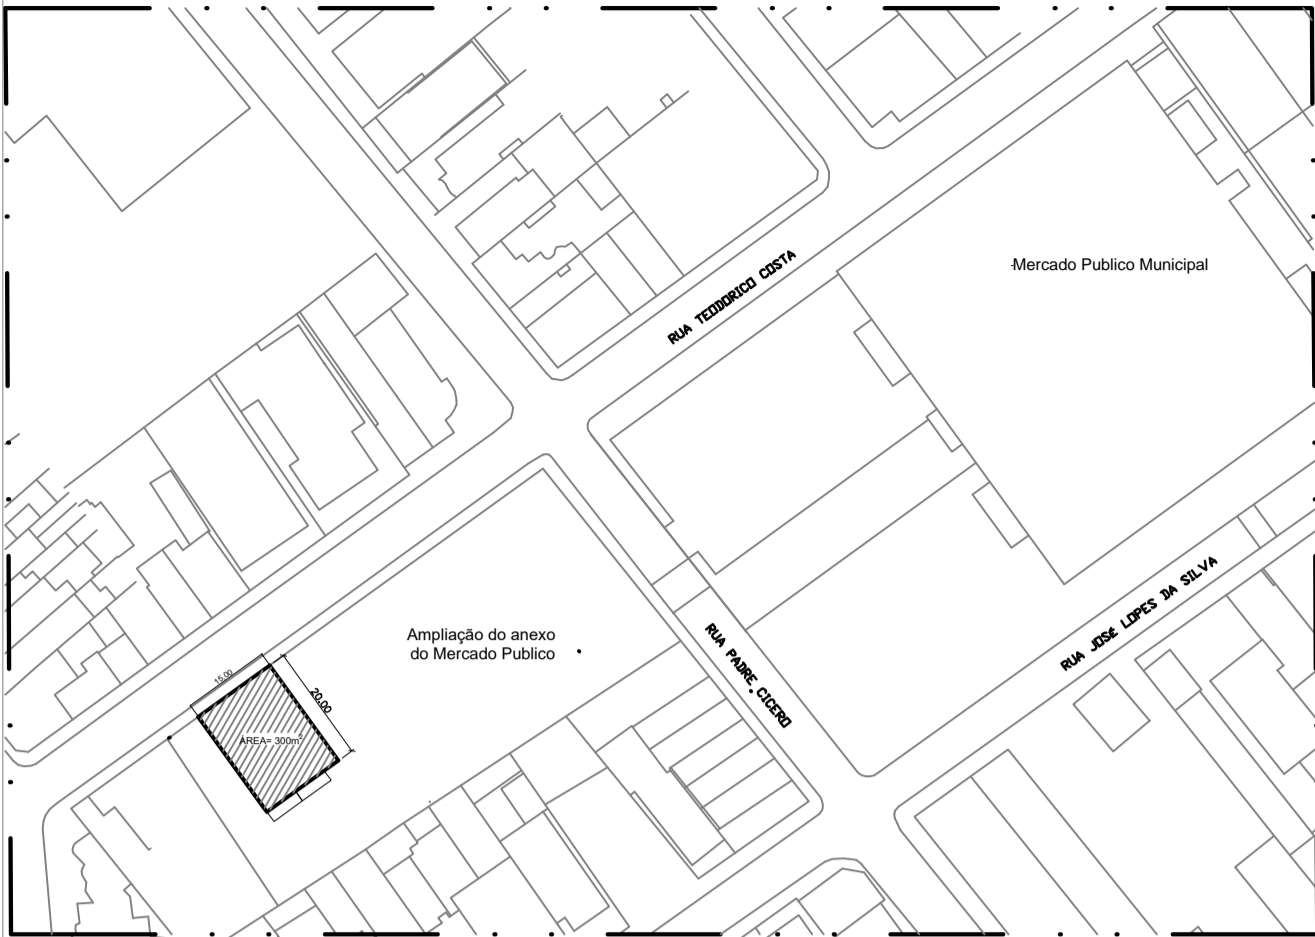 RUA TEODORICO COSTA
Mercado Publico Municipal
RUA JOSÉ LOPES DA SILVA
Ampliação do anexo
do Mercado Publico
RUA PADRE CICERO
15.00
20.00
ÁREA= 300m²